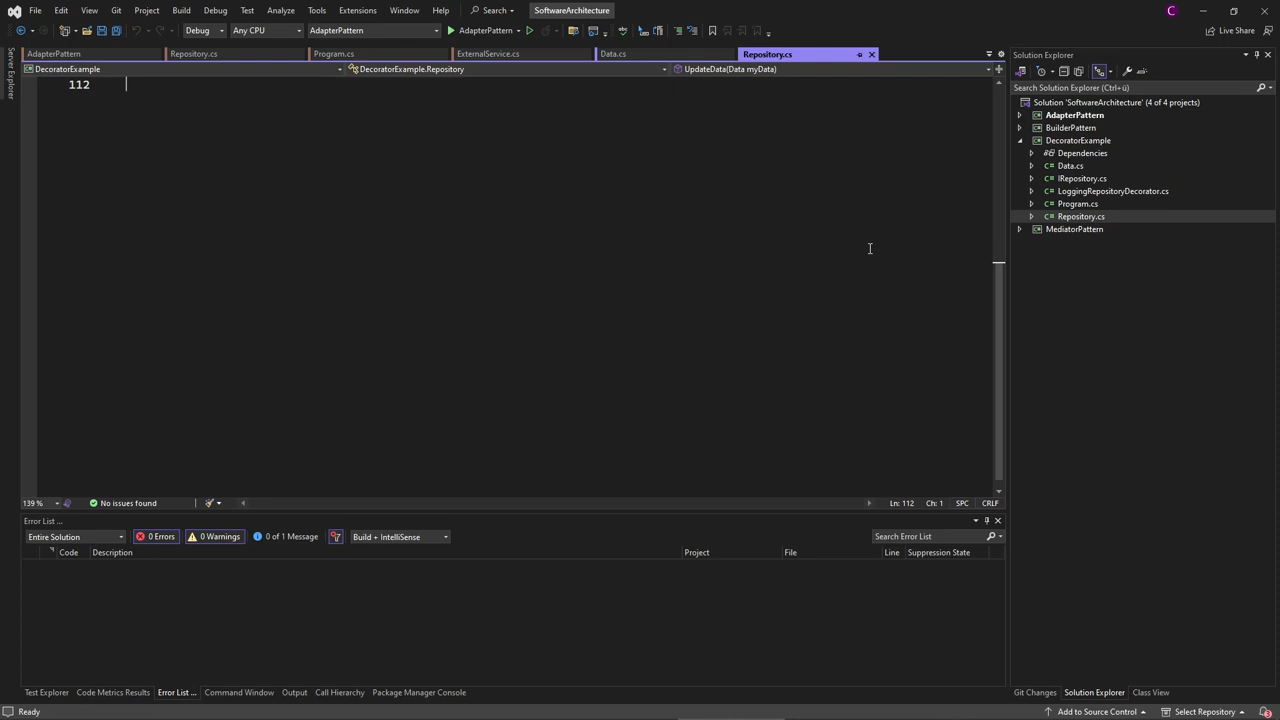 File Edit View Project Build Debug Test Analyze Tools Extensions Window Help Search SoftwareArchitecture C
Debug Any CPU AdapterPattern AdapterPattern Live Share
AdapterPattern Repository.cs Program.cs ExternalService.cs Data.cs Repository.cs
DecoratorExample DecoratorExample.Repository UpdateData(Data myData)
112
Server Explorer
Solution Explorer
Search Solution Explorer (Ctrl+ü)
Solution 'SoftwareArchitecture' (4 of 4 projects)
AdapterPattern
BuilderPattern
DecoratorExample
Dependencies
C# Data.cs
C# IRepository.cs
C# LoggingRepositoryDecorator.cs
C# Program.cs
C# Repository.cs
MediatorPattern
139 % No issues found Ln: 112 Ch: 1 SPC CRLF
Error List ...
Entire Solution 0 Errors 0 Warnings 0 of 1 Message Build + IntelliSense Search Error List
Code Description Project File Line Suppression State
Test Explorer Code Metrics Results Error List ... Command Window Output Call Hierarchy Package Manager Console
Git Changes Solution Explorer Class View
Ready Add to Source Control Select Repository